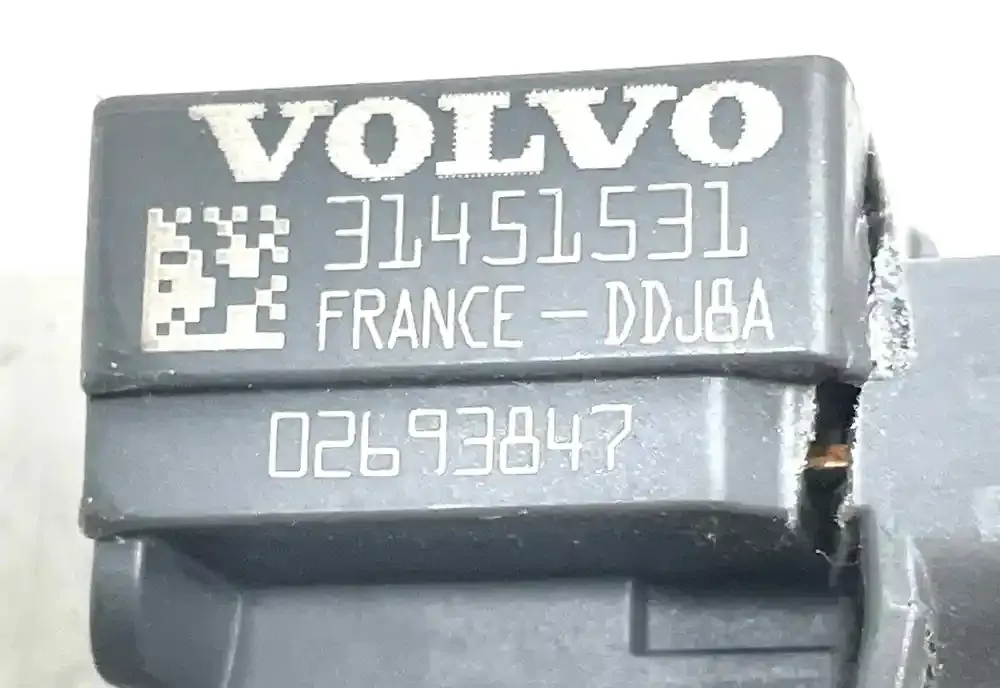 VOLVO
31451531
FRANCE - DDJ8A
02693847